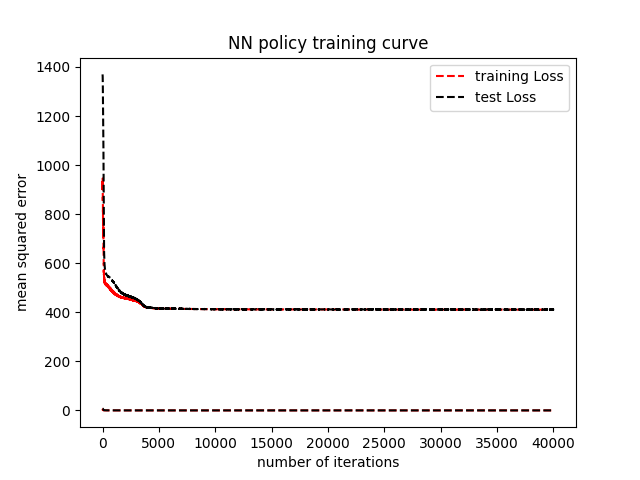 NN policy training curve
1400
1200
1000
800
600
400
200
0
mean squared error
training Loss
test Loss
0 5000 10000 15000 20000 25000 30000 35000 40000
number of iterations